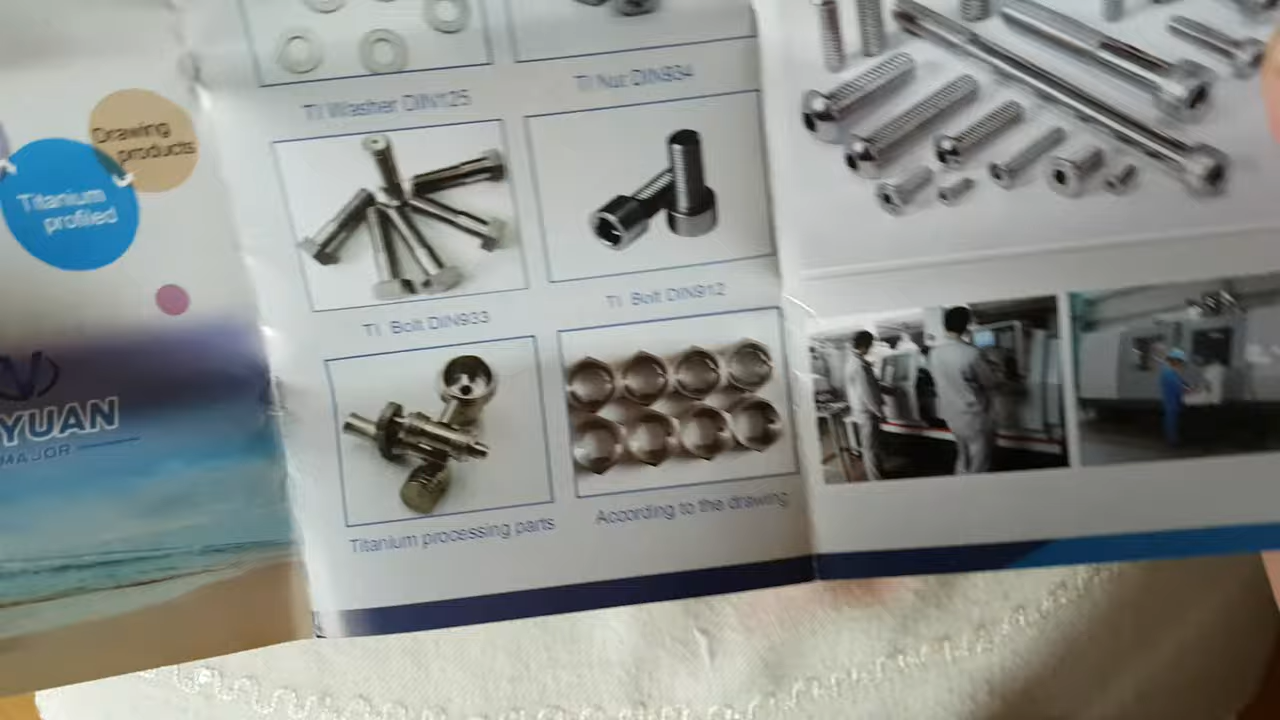 Drawing
products
Titanium
profiled
YUAN
MAJOR
Ti Washer DIN125
Ti Nut DIN934
Ti Bolt DIN933
Ti Bolt DIN912
Titanium processing parts
According to the drawing